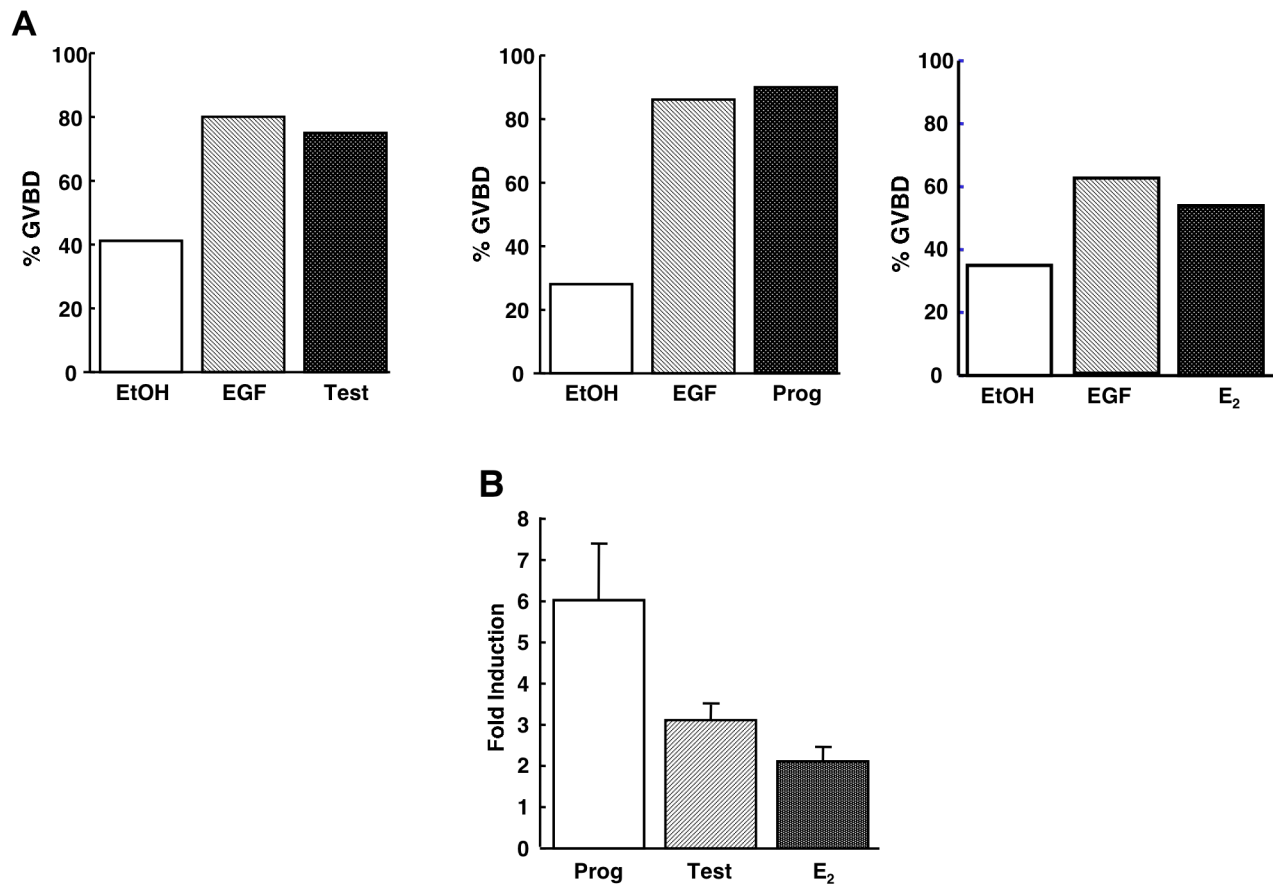 A
% GVBD
100
80
60
40
20
0
EtOH EGF Test
% GVBD
100
80
60
40
20
0
EtOH EGF Prog
% GVBD
100
80
60
40
20
0
EtOH EGF E₂
B
Fold Induction
8
7
6
5
4
3
2
1
0
Prog Test E₂